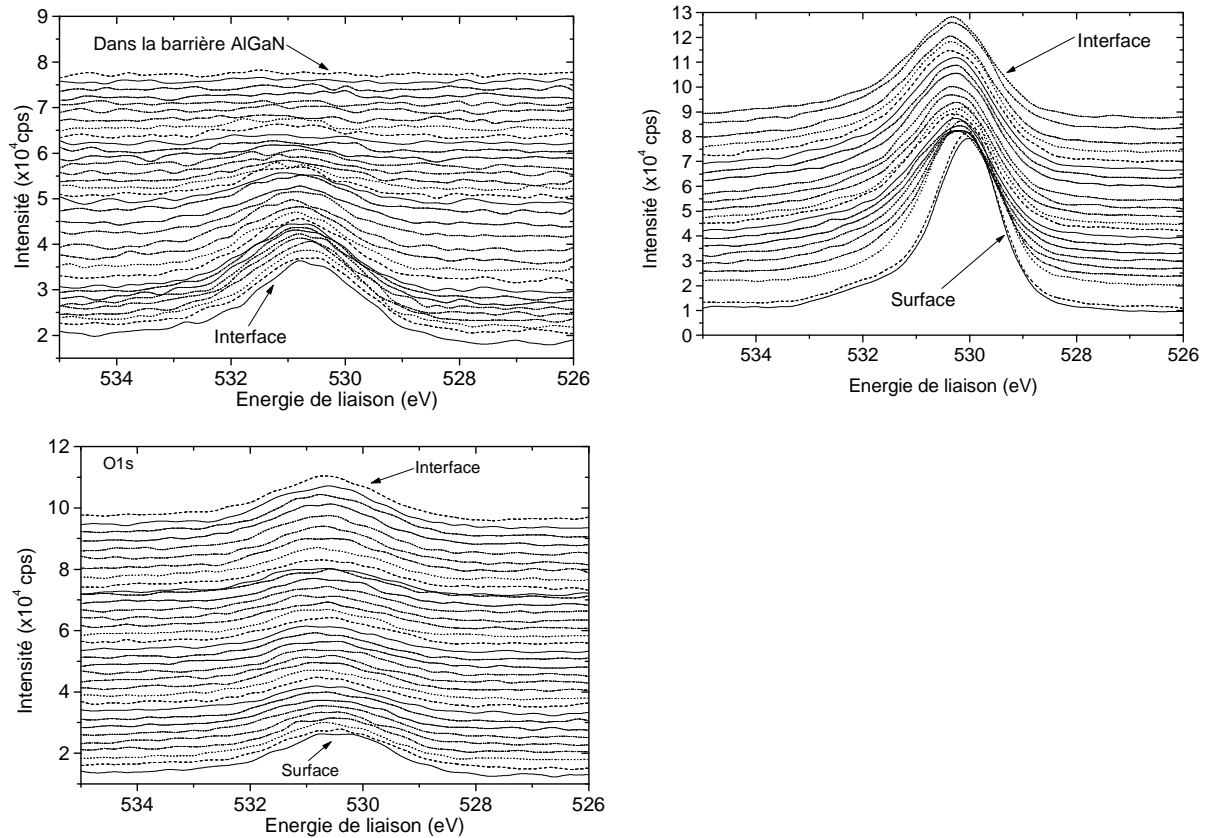 9
8
7
6
5
4
3
2
Dans la barrière AlGaN
Interface
Intensité (x10⁴ cps)
534 532 530 528 526
Energie de liaison (eV)
13
12
11
10
9
8
7
6
5
4
3
2
1
0
Interface
Surface
Intensité (x10⁴ cps)
534 532 530 528 526
Energie de liaison (eV)
12
10
8
6
4
2
O1s
Interface
Surface
Intensité (x10⁴ cps)
534 532 530 528 526
Energie de liaison (eV)